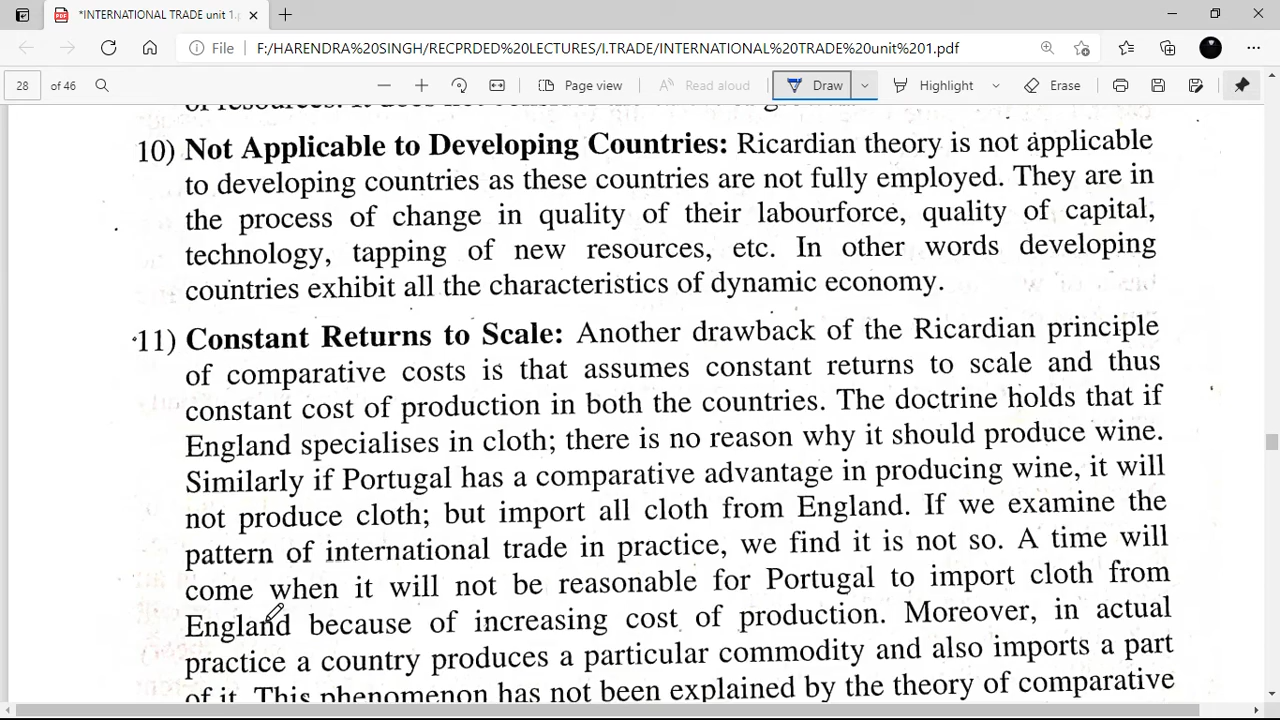 *INTERNATIONAL TRADE unit 1.
File F:/HARENDRA%20SINGH/RECPRDED%20LECTURES/I.TRADE/INTERNATIONAL%20TRADE%20unit%201.pdf
28 of 46 Page view Read aloud Draw Highlight Erase
10) Not Applicable to Developing Countries: Ricardian theory is not applicable
to developing countries as these countries are not fully employed. They are in
the process of change in quality of their labourforce, quality of capital,
technology, tapping of new resources, etc. In other words developing
countries exhibit all the characteristics of dynamic economy.
11) Constant Returns to Scale: Another drawback of the Ricardian principle
of comparative costs is that assumes constant returns to scale and thus
constant cost of production in both the countries. The doctrine holds that if
England specialises in cloth; there is no reason why it should produce wine.
Similarly if Portugal has a comparative advantage in producing wine, it will
not produce cloth; but import all cloth from England. If we examine the
pattern of international trade in practice, we find it is not so. A time will
come when it will not be reasonable for Portugal to import cloth from
England because of increasing cost of production. Moreover, in actual
practice a country produces a particular commodity and also imports a part
of it. This phenomenon has not been explained by the theory of comparative